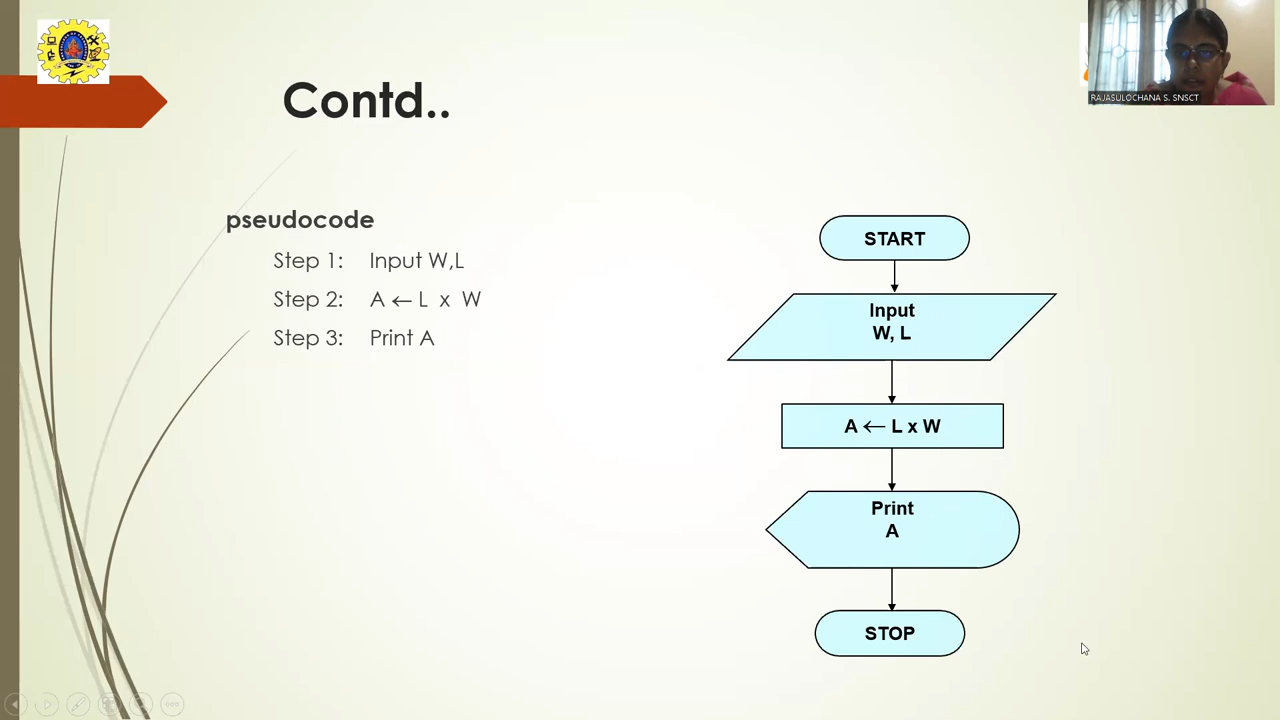 Contd..
RAJASULOCHANA S. SNSCT
pseudocode
Step 1: Input W,L
Step 2: A ← L x W
Step 3: Print A
START
Input
W, L
A ← L x W
Print
A
STOP